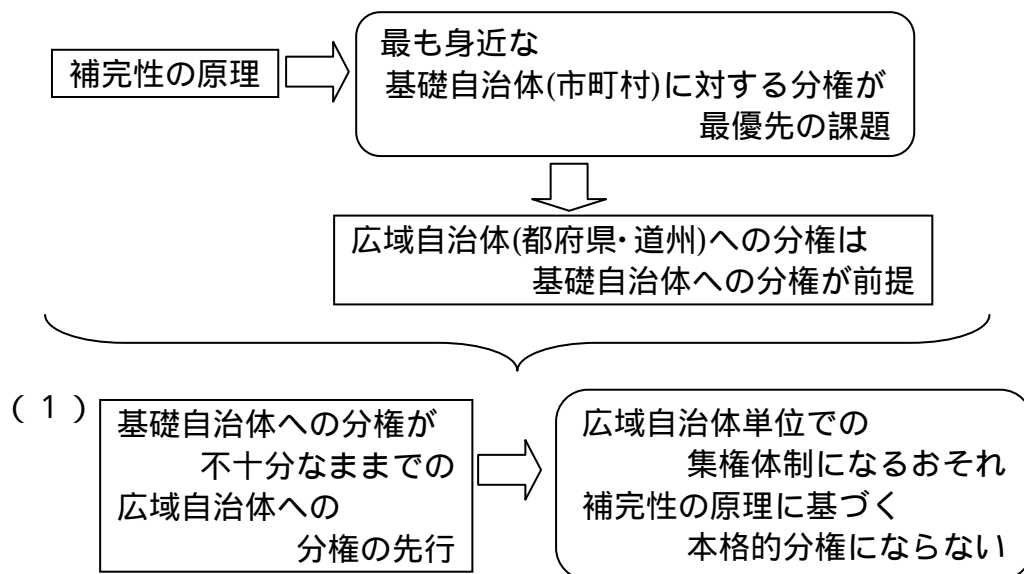 補完性の原理
最も身近な
基礎自治体(市町村)に対する分権が
最優先の課題
広域自治体(都府県・道州)への分権は
基礎自治体への分権が前提
(1)
基礎自治体への分権が
不十分なままでの
広域自治体への
分権の先行
広域自治体単位での
集権体制になるおそれ
補完性の原理に基づく
本格的分権にならない